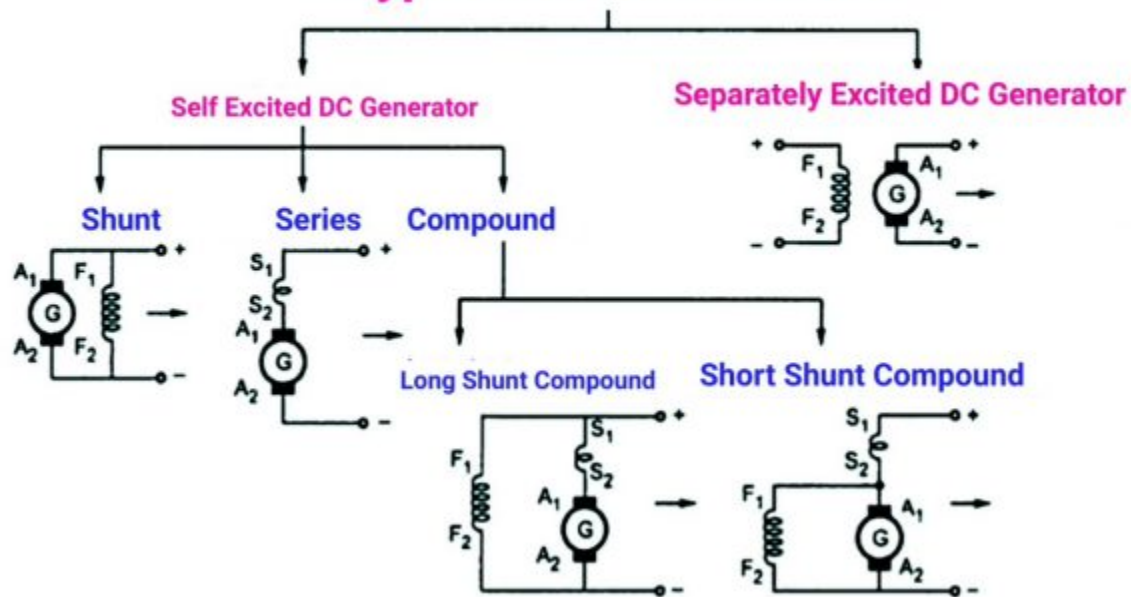 Self Excited DC Generator
Separately Excited DC Generator
+ F₁ A₁ +
G
F₂ A₂
- -
Shunt Series Compound
+
A₁ F₁
G
A₂ F₂
-
+
S₁
S₂
A₁
G
A₂
-
Long Shunt Compound
Short Shunt Compound
+
S₁
F₁ S₂
A₁
G
F₂ A₂
-
+
S₁
S₂
F₁ A₁
G
F₂ A₂
-